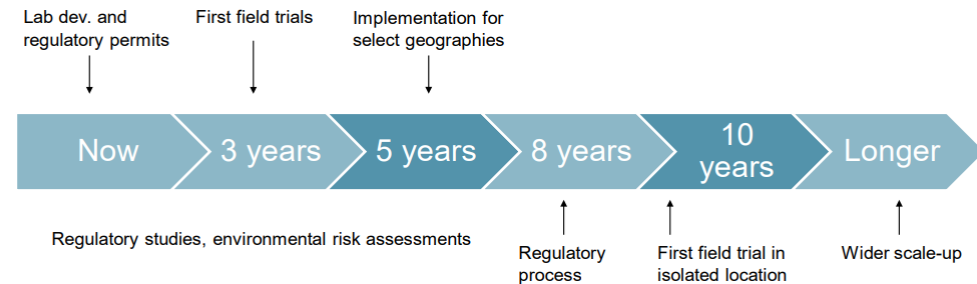 Lab dev. and
regulatory permits
First field trials
Implementation for
select geographies
Now
3 years
5 years
8 years
10
years
Longer
Regulatory studies, environmental risk assessments
Regulatory
process
First field trial in
isolated location
Wider scale-up